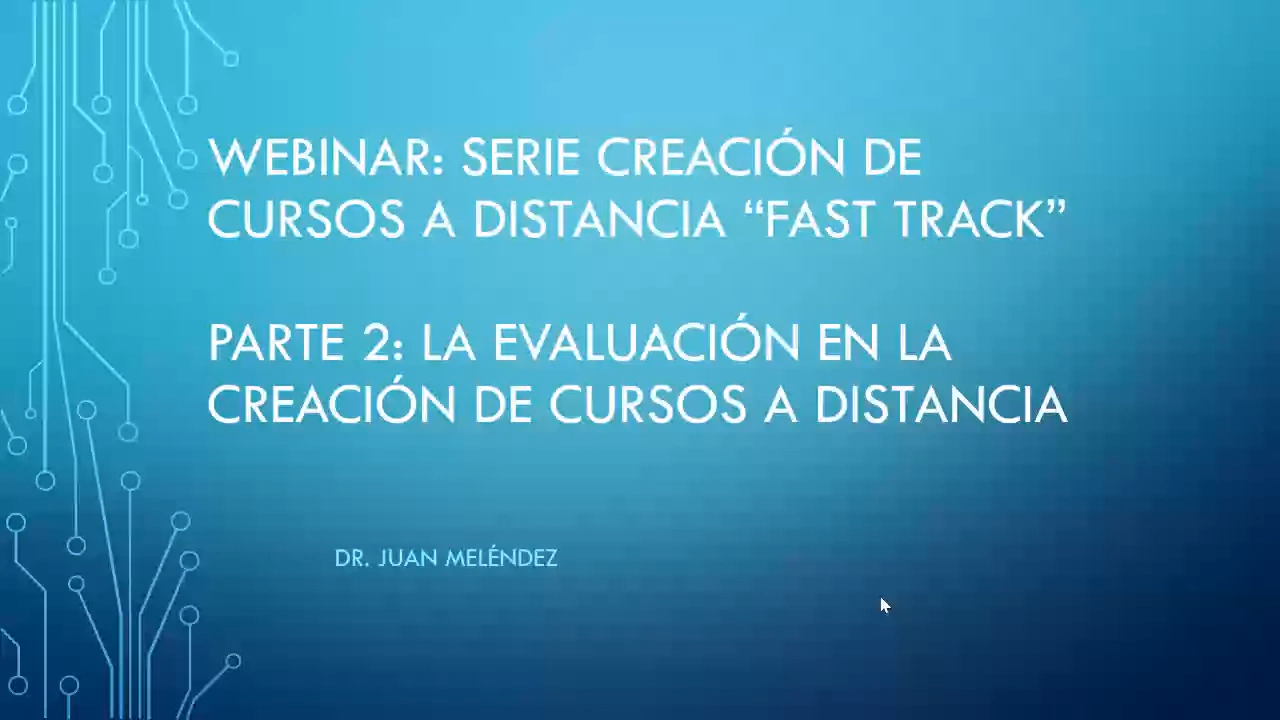 WEBINAR: SERIE CREACIÓN DE
CURSOS A DISTANCIA “FAST TRACK”
PARTE 2: LA EVALUACIÓN EN LA
CREACIÓN DE CURSOS A DISTANCIA
DR. JUAN MELÉNDEZ